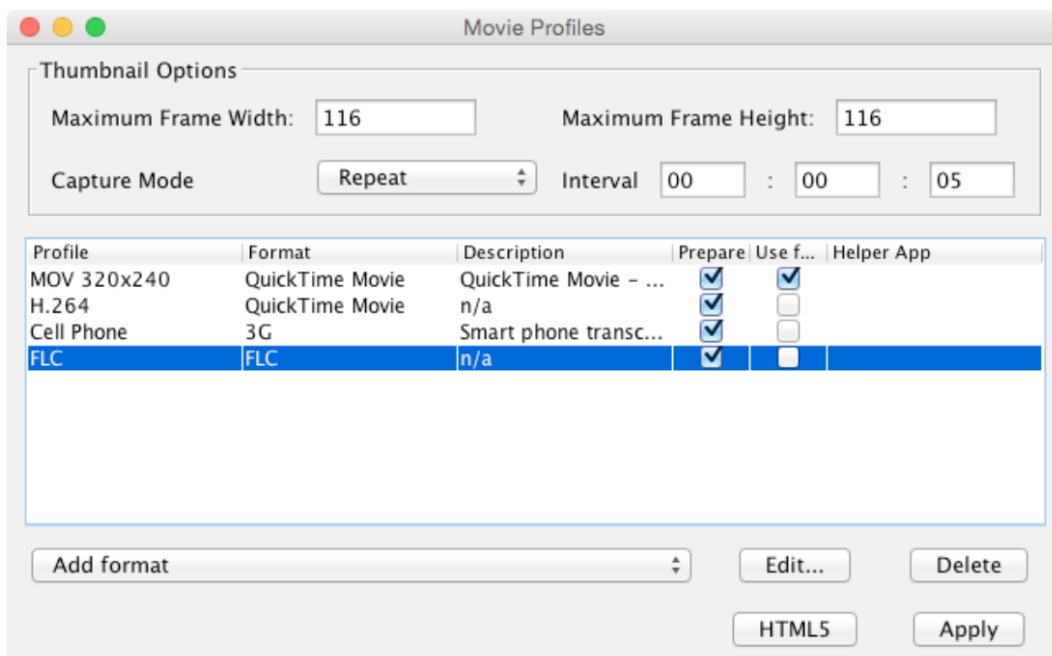 Movie Profiles
Thumbnail Options
Maximum Frame Width: 116 Maximum Frame Height: 116
Capture Mode Repeat Interval 00 : 00 : 05
Profile Format Description Prepare Use f... Helper App
MOV 320x240 QuickTime Movie QuickTime Movie – ...
H.264 QuickTime Movie n/a
Cell Phone 3G Smart phone transc...
FLC FLC n/a
Add format Edit... Delete
HTML5 Apply